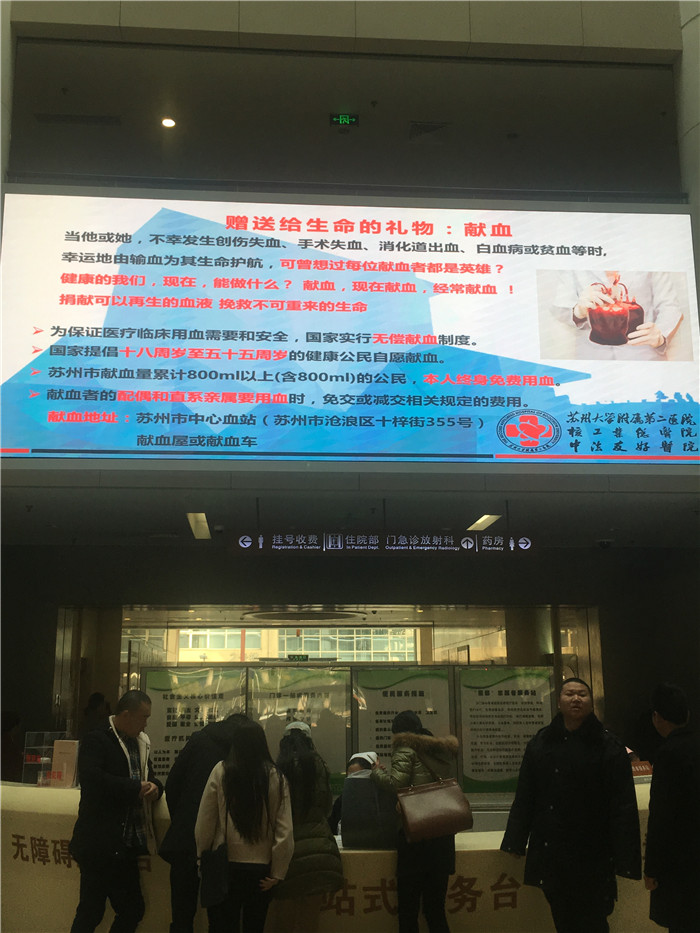 赠送给生命的礼物：献血
当他或她，不幸发生创伤失血、手术失血、消化道出血、白血病或贫血等时，
幸运地由输血为其生命护航，可曾想过每位献血者都是英雄？
健康的我们，现在，能做什么？ 献血，现在献血，经常献血 ！
捐献可以再生的血液 挽救不可重来的生命
➢ 为保证医疗临床用血需要和安全，国家实行无偿献血制度。
➢ 国家提倡十八周岁至五十五周岁的健康公民自愿献血。
➢ 苏州市献血量累计800ml以上(含800ml)的公民，本人终身免费用血。
➢ 献血者的配偶和直系亲属要用血时，免交或减交相关规定的费用。
献血地址：苏州市中心血站（苏州市沧浪区十梓街355号）
献血屋或献血车
苏州大学附属第二医院
核工业总医院
中法友好医院
挂号收费 住院部 门急诊放射科 药房
Registration & Cashier In Patient Dept. Outpatient & Emergency Radiology Pharmacy
无障碍
站式 务台